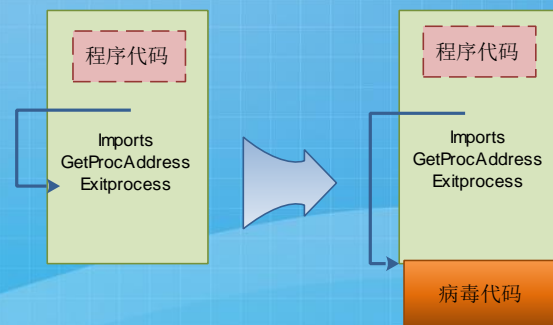 程序代码
Imports
GetProcAddress
Exitprocess
程序代码
Imports
GetProcAddress
Exitprocess
病毒代码